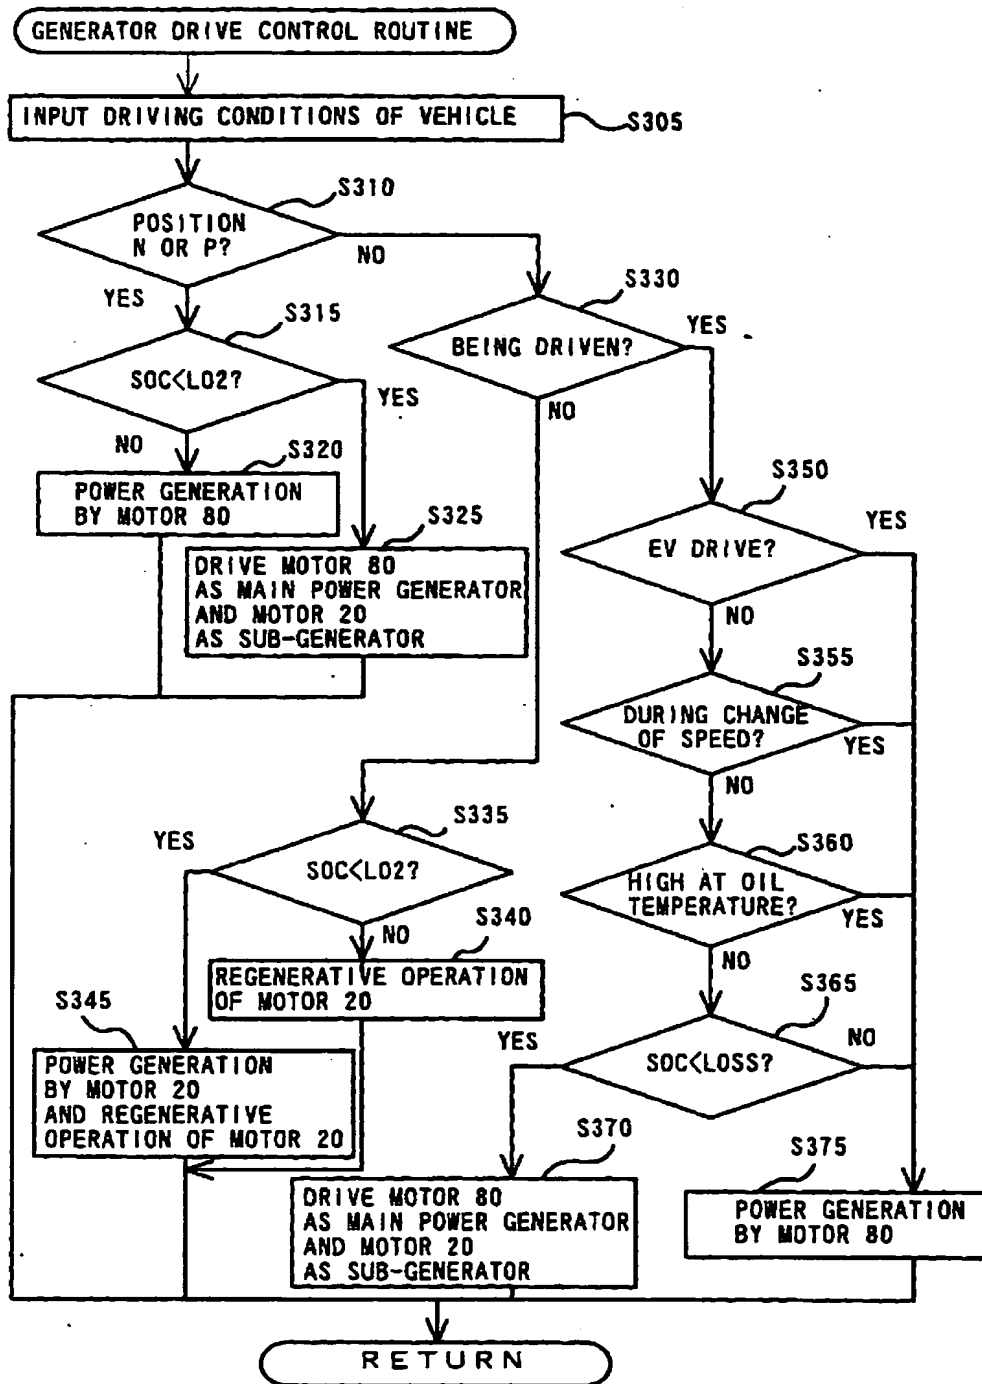 GENERATOR DRIVE CONTROL ROUTINE
INPUT DRIVING CONDITIONS OF VEHICLE
S305
S310
POSITION
N OR P?
NO
YES
S315
S330
BEING DRIVEN?
YES
NO
SOC<LO2?
YES
NO
S320
POWER GENERATION
BY MOTOR 80
S325
DRIVE MOTOR 80
AS MAIN POWER GENERATOR
AND MOTOR 20
AS SUB-GENERATOR
S350
EV DRIVE?
YES
NO
S355
DURING CHANGE
OF SPEED?
YES
NO
S335
YES
SOC<LO2?
NO
S360
HIGH AT OIL
TEMPERATURE?
YES
NO
S340
REGENERATIVE OPERATION
OF MOTOR 20
S345
POWER GENERATION
BY MOTOR 20
AND REGENERATIVE
OPERATION OF MOTOR 20
S365
YES
SOC<LOSS?
NO
S370
DRIVE MOTOR 80
AS MAIN POWER GENERATOR
AND MOTOR 20
AS SUB-GENERATOR
S375
POWER GENERATION
BY MOTOR 80
RETURN